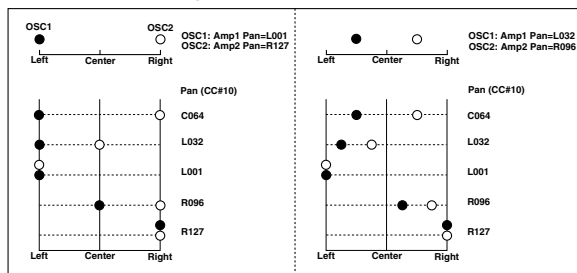 OSC1
OSC2
OSC1: Amp1 Pan=L001
OSC2: Amp2 Pan=R127
Left
Center
Right
Pan (CC#10)
C064
L032
L001
R096
R127
Left
Center
Right
OSC1: Amp1 Pan=L032
OSC2: Amp2 Pan=R096
Left
Center
Right
Pan (CC#10)
C064
L032
L001
R096
R127
Left
Center
Right